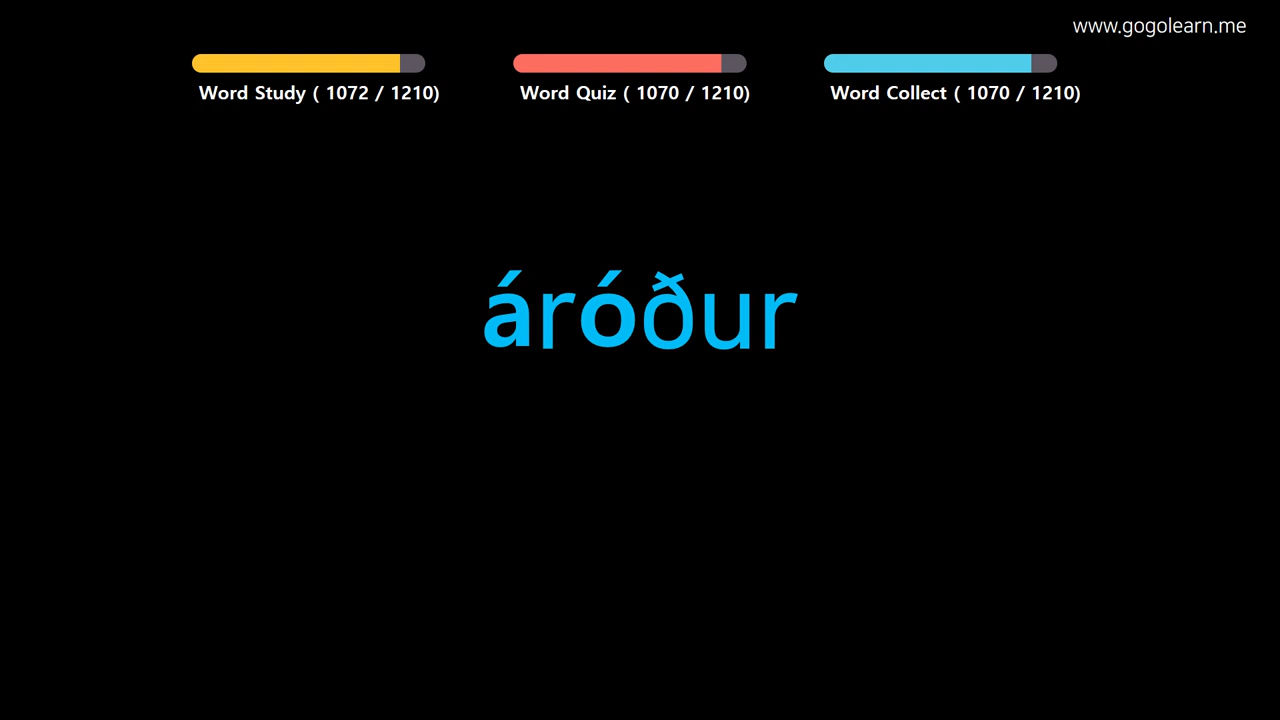 www.gogolearn.me
Word Study ( 1072 / 1210)
Word Quiz ( 1070 / 1210)
Word Collect ( 1070 / 1210)
áróður